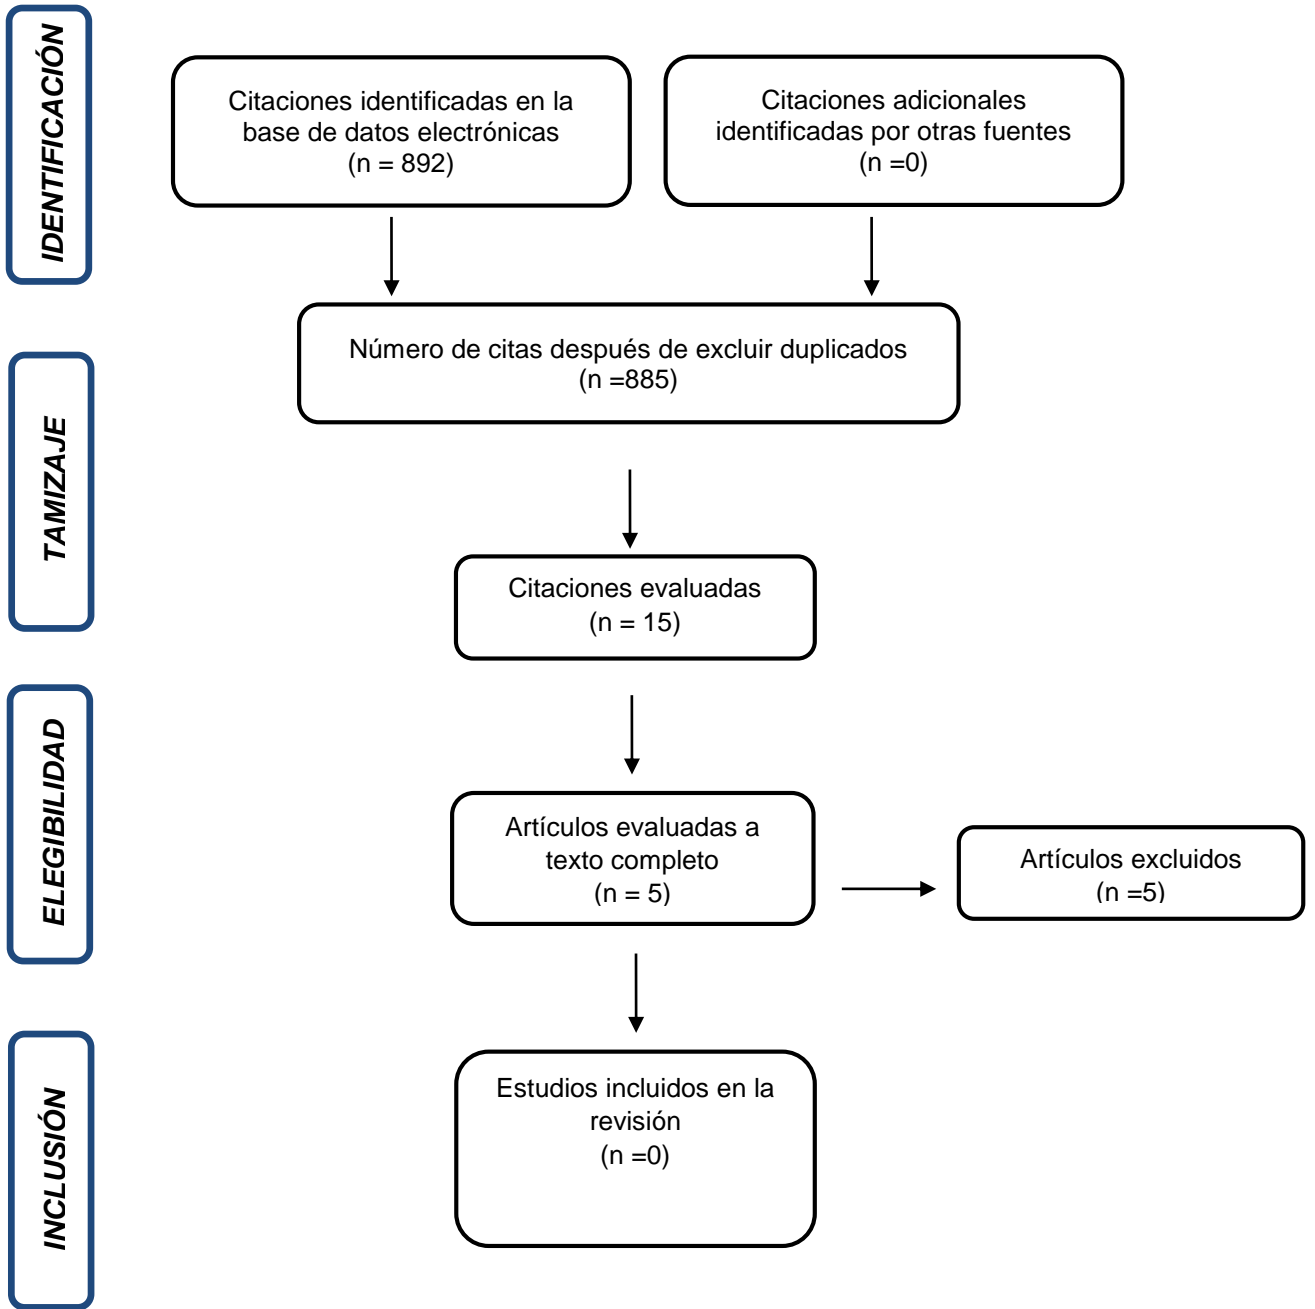 IDENTIFICACIÓN
Citaciones identificadas en la
base de datos electrónicas
(n = 892)
Citaciones adicionales
identificadas por otras fuentes
(n =0)
Número de citas después de excluir duplicados
(n =885)
TAMIZAJE
Citaciones evaluadas
(n = 15)
ELEGIBILIDAD
Artículos evaluadas a
texto completo
(n = 5)
Artículos excluidos
(n =5)
INCLUSIÓN
Estudios incluidos en la
revisión
(n =0)